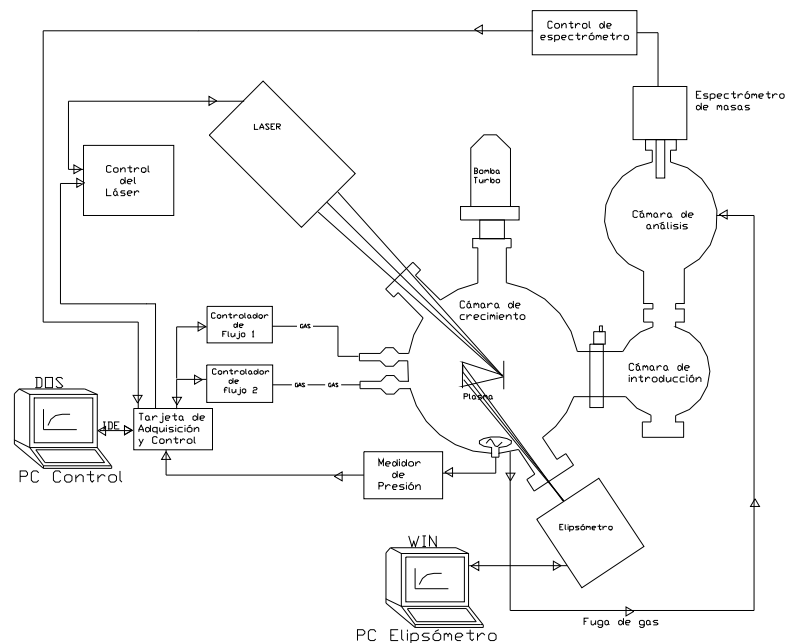 Control de
espectrómetro
Espectrómetro
de masas
LASER
Control
del
Láser
Bomba
Turbo
Cámara de
análisis
Cámara de
crecimiento
Controlador
de
Flujo 1
GAS
Controlador
de
flujo 2
GAS GAS
Cámara de
introducción
Plasma
DOS
IDE
Tarjeta de
Adquisición
y Control
PC Control
Medidor
de
Presión
Elipsómetro
WIN
PC Elipsómetro
Fuga de gas